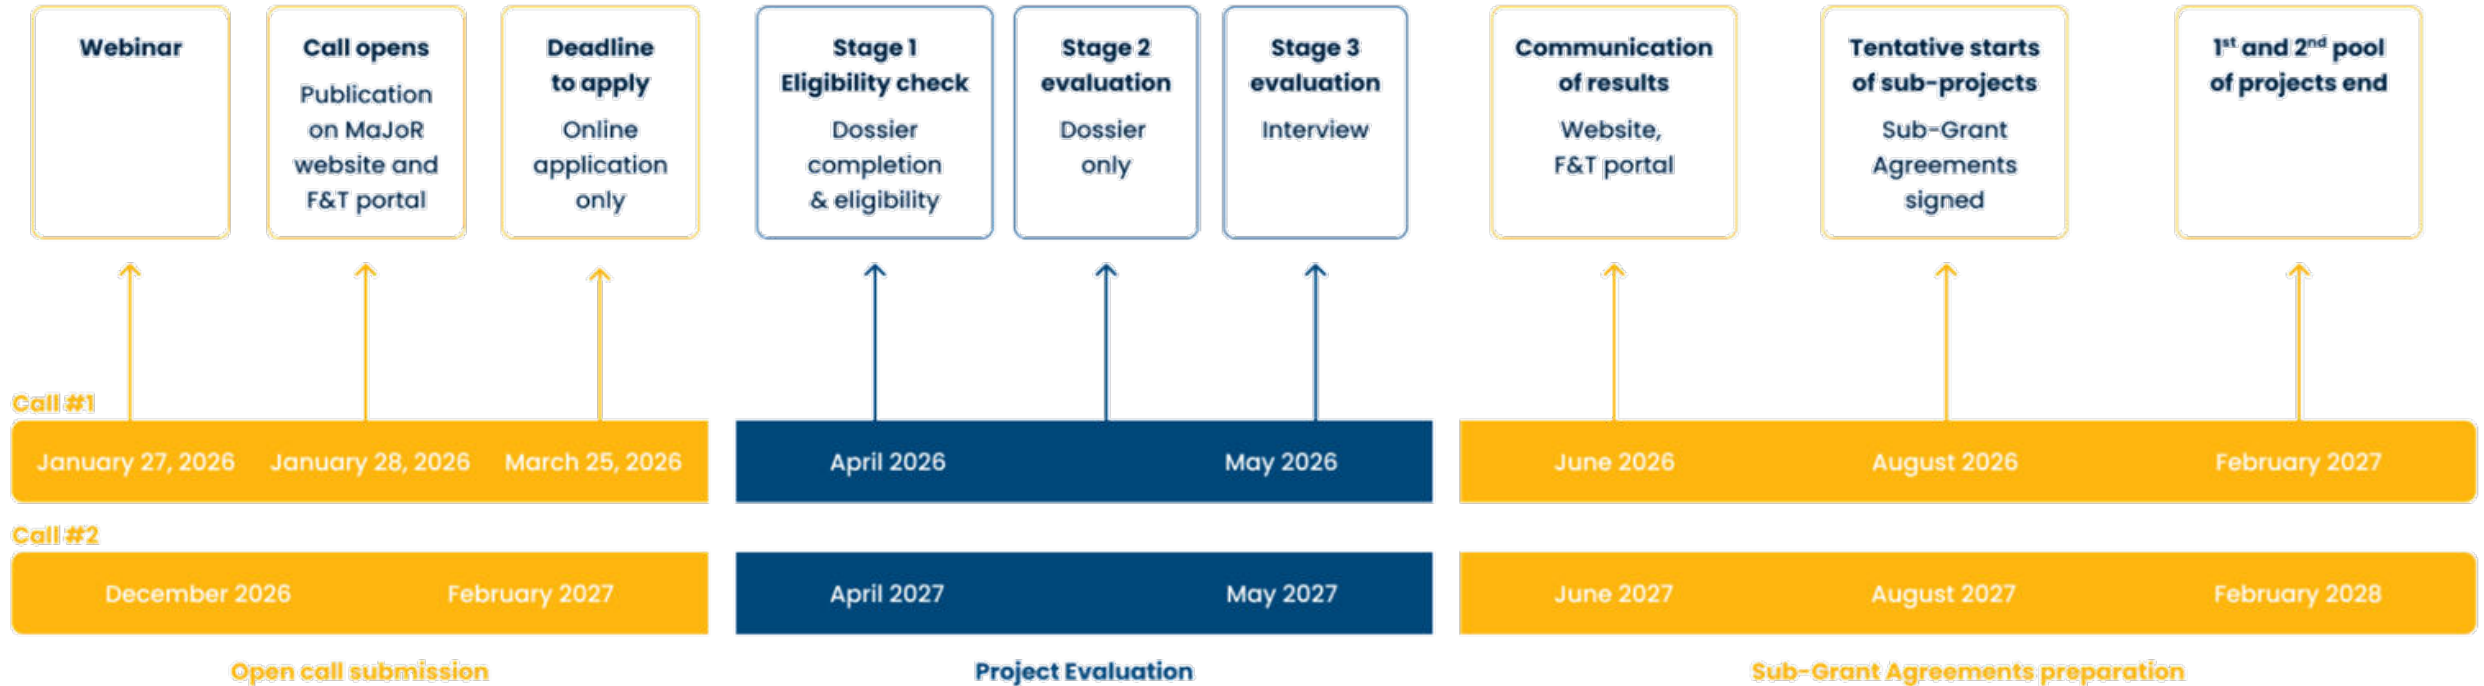 Webinar
Call opens
Publication
on MaJoR
website and
F&T portal
Deadline
to apply
Online
application
only
Stage 1
Eligibility check
Dossier
completion
& eligibility
Stage 2
evaluation
Dossier
only
Stage 3
evaluation
Interview
Communication
of results
Website,
F&T portal
Tentative starts
of sub-projects
Sub-Grant
Agreements
signed
1st and 2nd pool
of projects end
Call #1
January 27, 2026
January 28, 2026
March 25, 2026
April 2026
May 2026
June 2026
August 2026
February 2027
Call #2
December 2026
February 2027
April 2027
May 2027
June 2027
August 2027
February 2028
Open call submission
Project Evaluation
Sub-Grant Agreements preparation